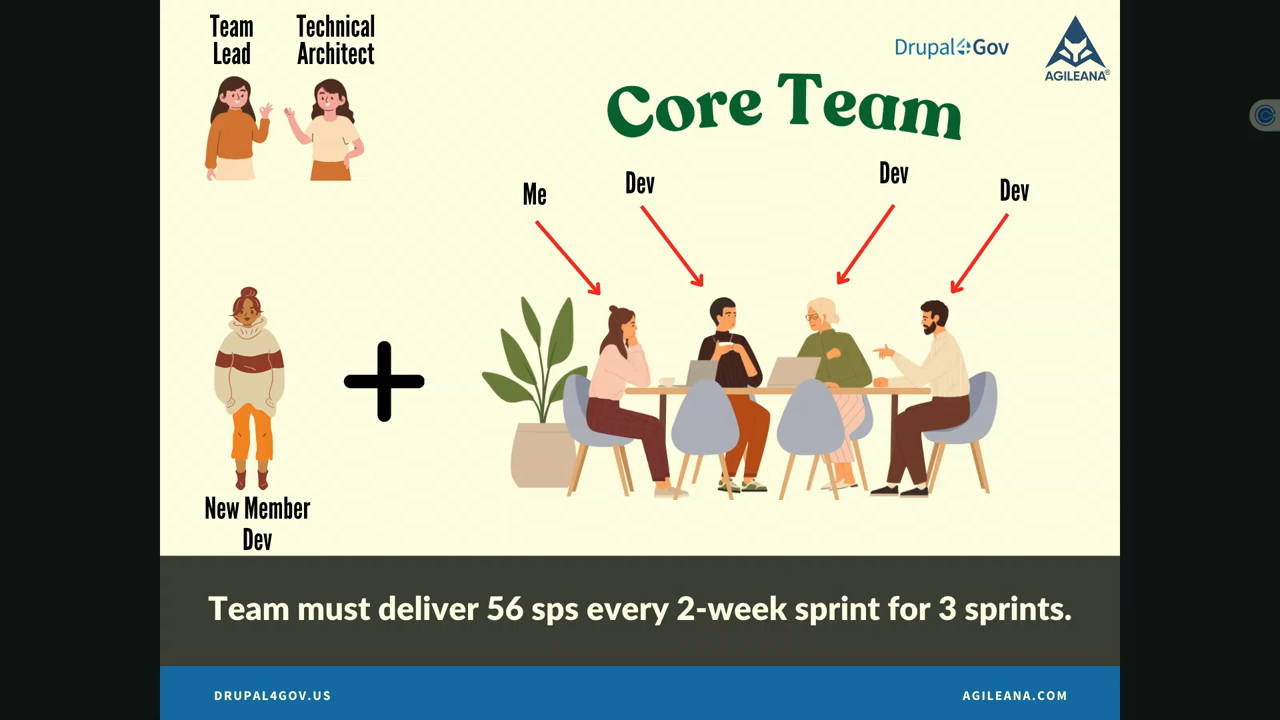 Team
Lead
Technical
Architect
Drupal4Gov
AGILEANA®
Core Team
Me
Dev
Dev
Dev
New Member
Dev
Team must deliver 56 sps every 2-week sprint for 3 sprints.
DRUPAL4GOV.US
AGILEANA.COM